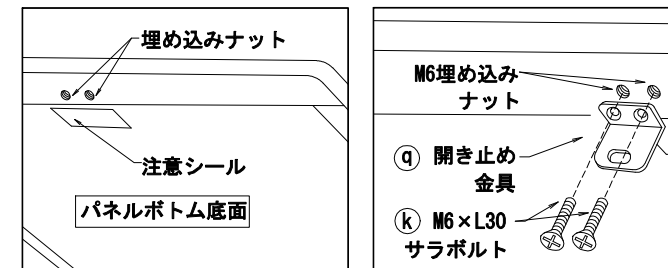 埋め込みナット
注意シール
パネルボトム底面
M6埋め込み
ナット
ⓠ 開き止め
金具
ⓚ M6×L30
サラボルト